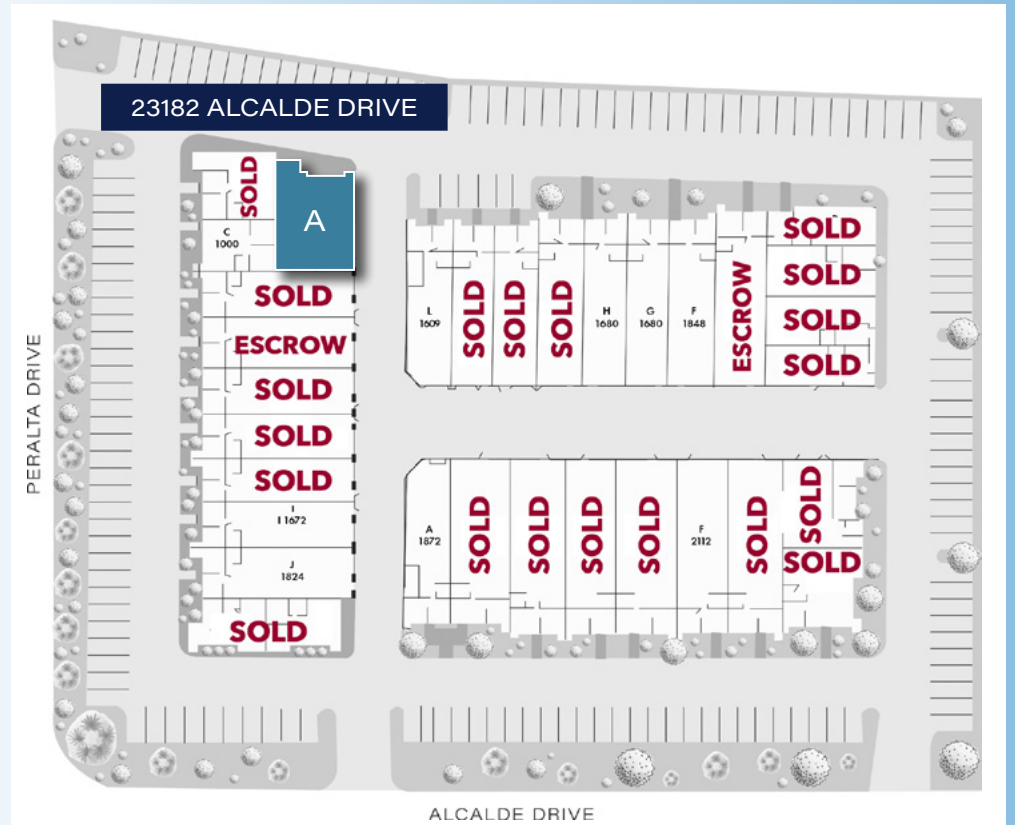 23182 ALCALDE DRIVE
SOLD
A
C
1000
SOLD
ESCROW
SOLD
SOLD
SOLD
I
I 1672
J
1824
SOLD
L
1609
SOLD
SOLD
SOLD
H
1680
G
1680
F
1848
ESCROW
SOLD
SOLD
SOLD
SOLD
A
1872
SOLD
SOLD
SOLD
SOLD
F
2112
SOLD
SOLD
SOLD
PERALTA DRIVE
ALCALDE DRIVE